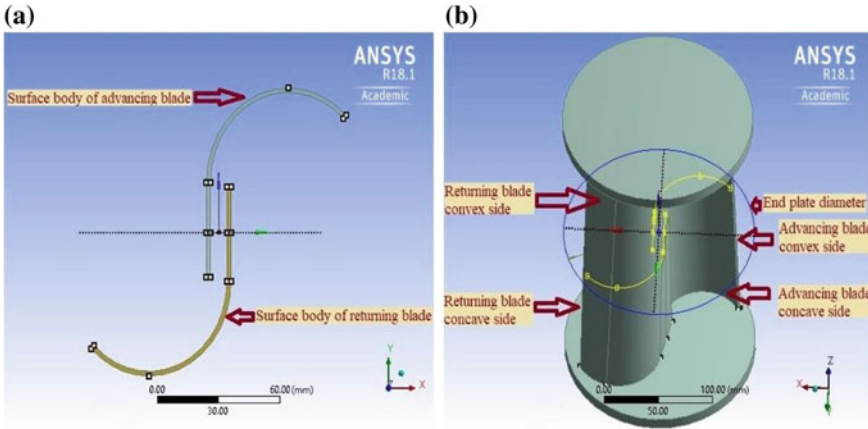 (a)
ANSYS
R18.1
Academic
Surface body of advancing blade
Surface body of returning blade
Y
X
Z
0.00
60.00 (mm)
30.00
(b)
ANSYS
R18.1
Academic
Returning blade
convex side
End plate diameter
Advancing blade
convex side
Returning blade
concave side
Advancing blade
concave side
Z
X
Y
0.00
100.00 (mm)
50.00